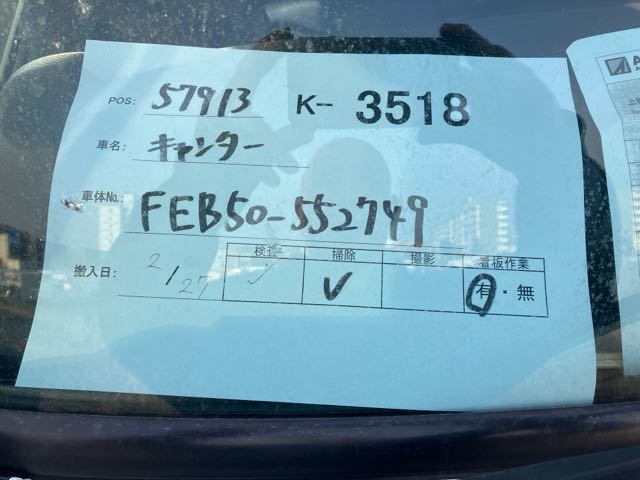 POS: 57913 K- 3518
車名: キャンター
車体No.: FEB50-552749
検査 掃除 撮影 看板作業
搬入日: 2/27 ✓ ✓ 有・無